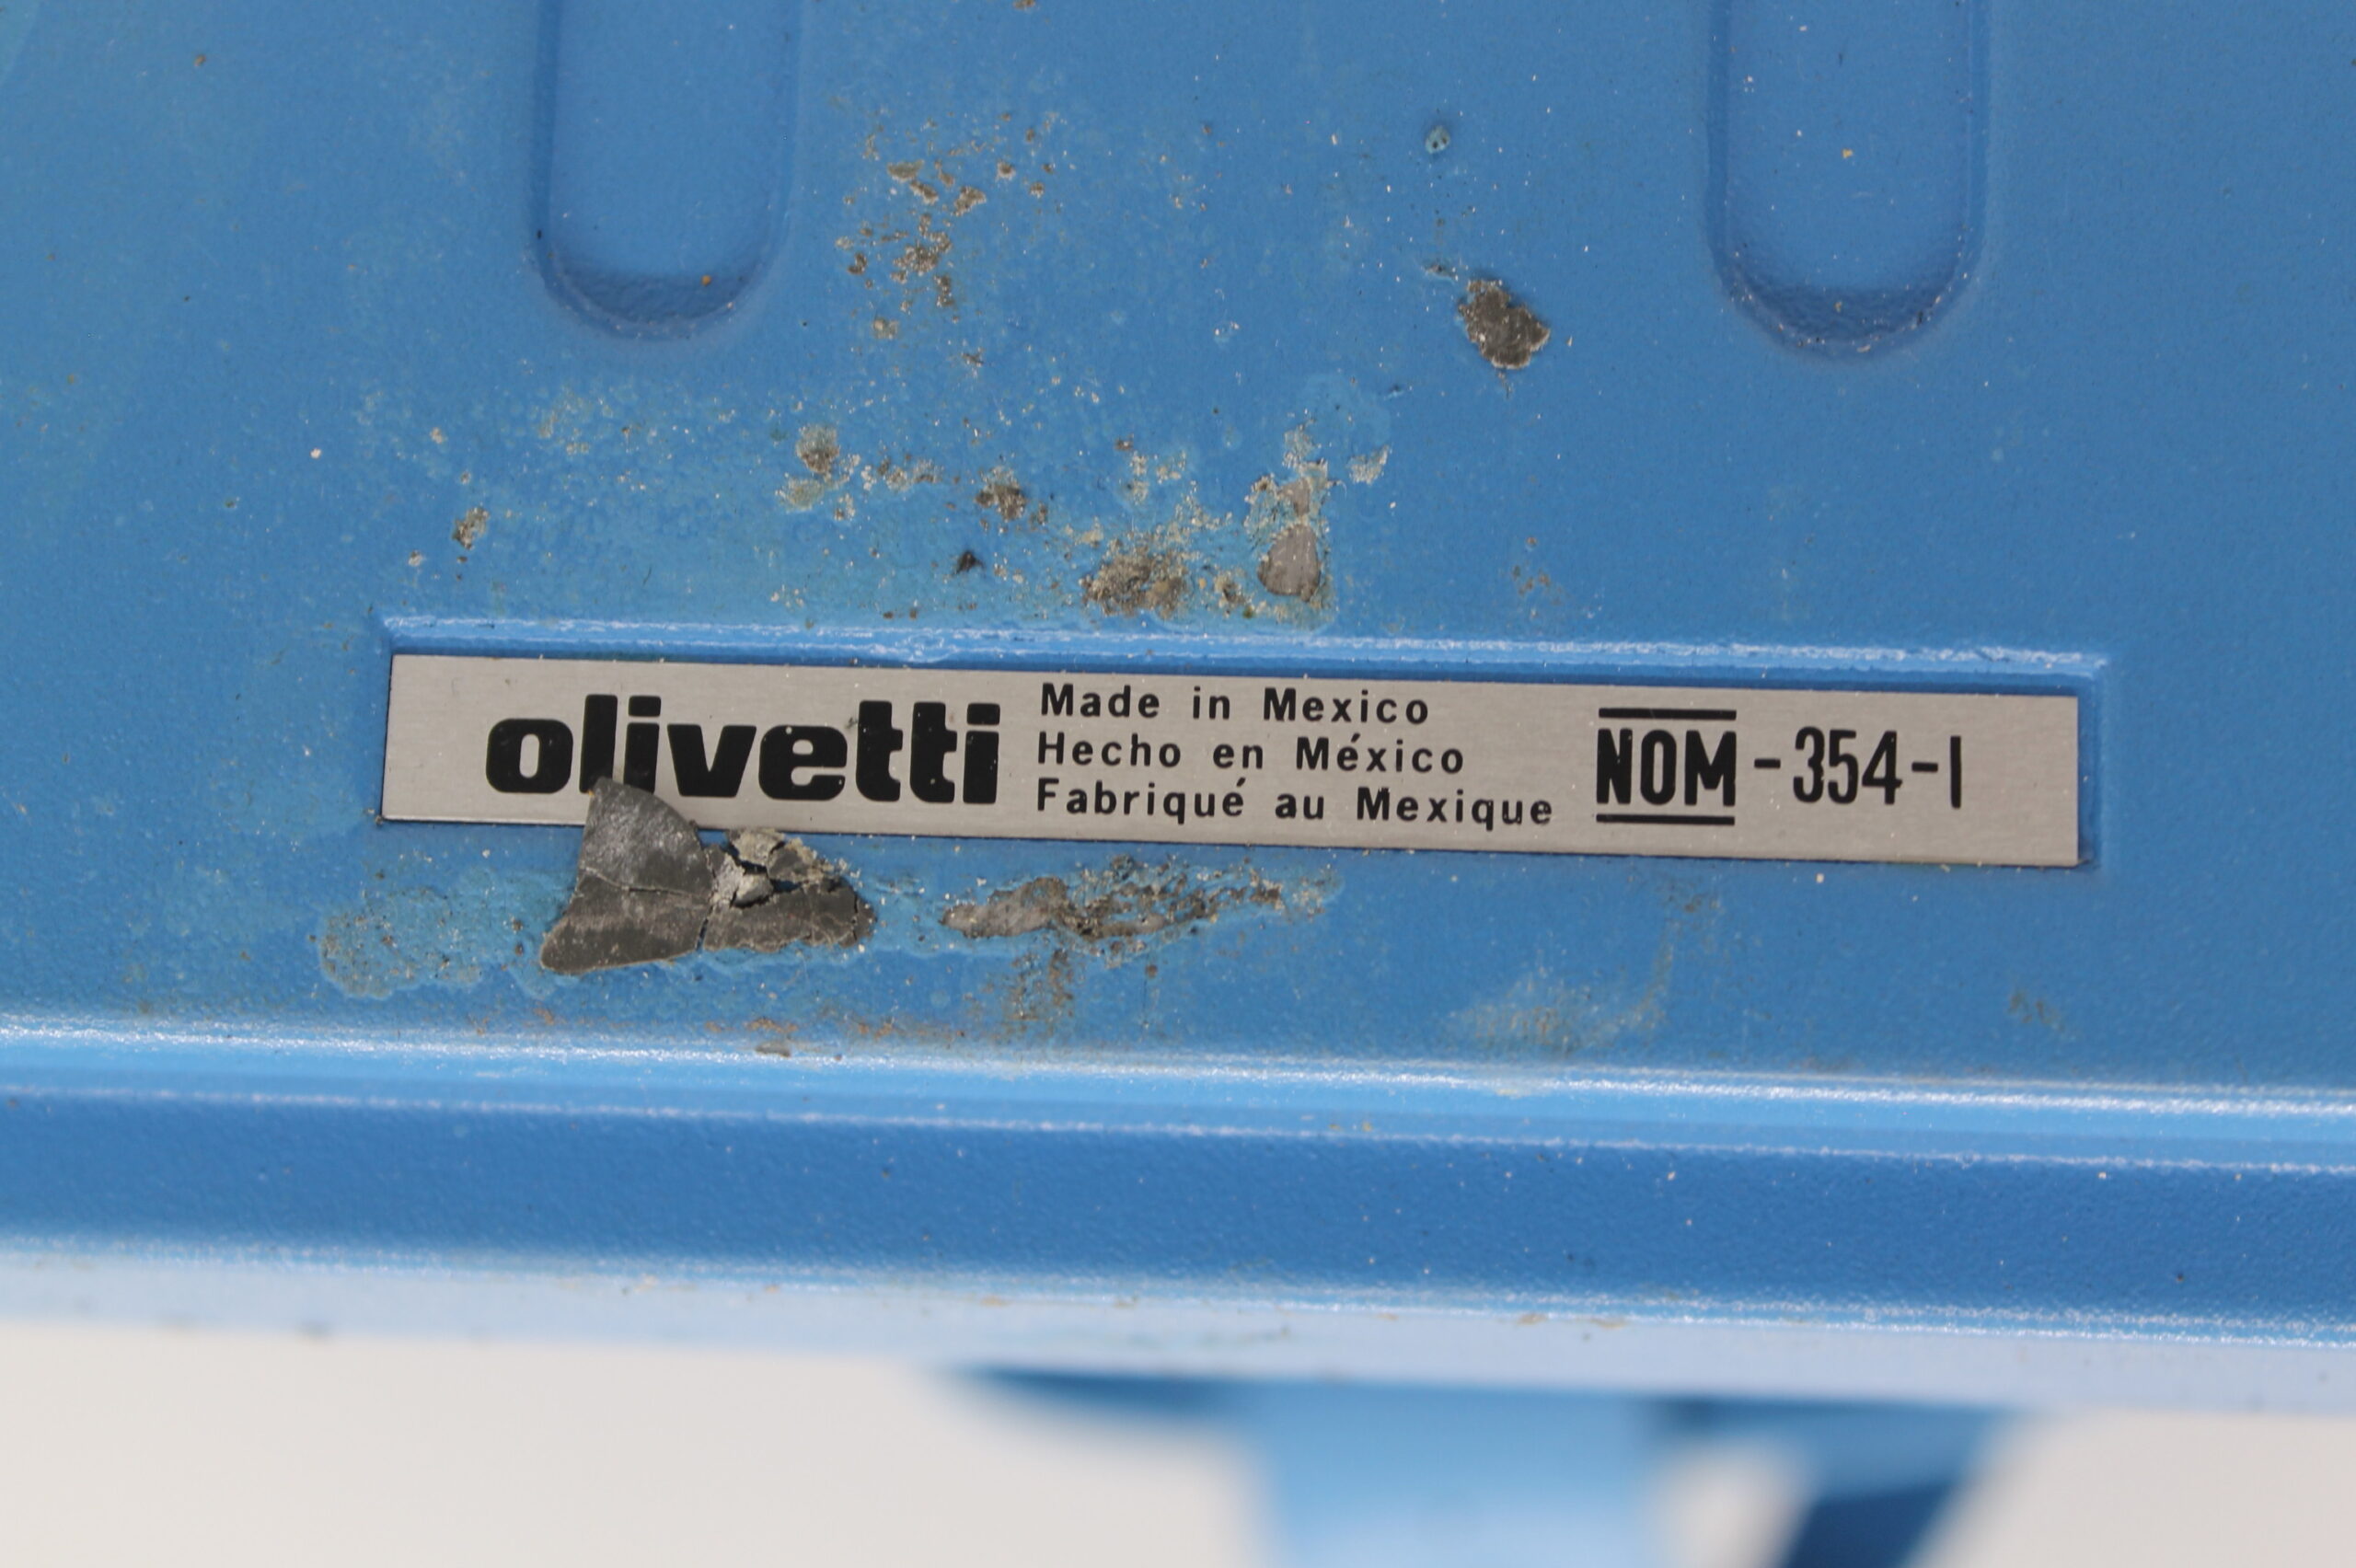 olivetti
Made in Mexico
Hecho en México
Fabriqué au Mexique
NOM-354-I